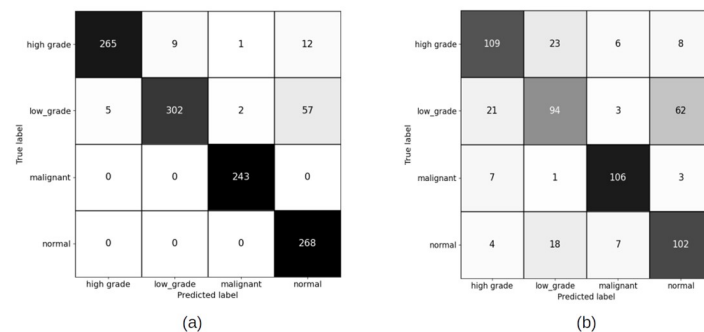 high grade 265 9 1 12
low_grade 5 302 2 57
malignant 0 0 243 0
normal 0 0 0 268
True label
high grade low_grade malignant normal
Predicted label
(a)
high grade 109 23 6 8
low_grade 21 94 3 62
malignant 7 1 106 3
normal 4 18 7 102
True label
high grade low_grade malignant normal
Predicted label
(b)